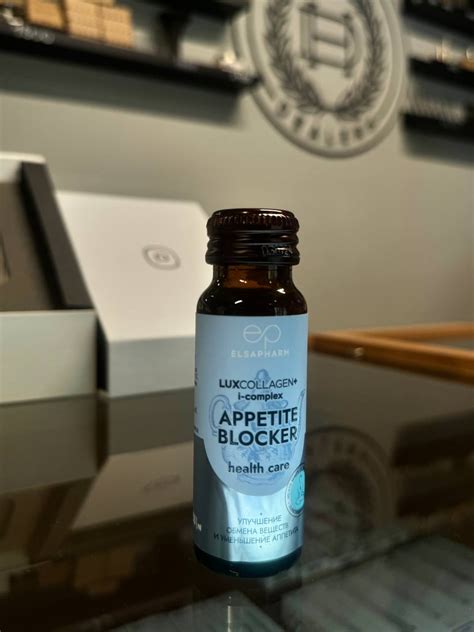 ep
ELSAPHARM
LUXCOLLAGEN+
i-complex
APPETITE
BLOCKER
health care
УЛУЧШЕНИЕ
ОБМЕНА ВЕЩЕСТВ
И УМЕНЬШЕНИЕ АППЕТИТА